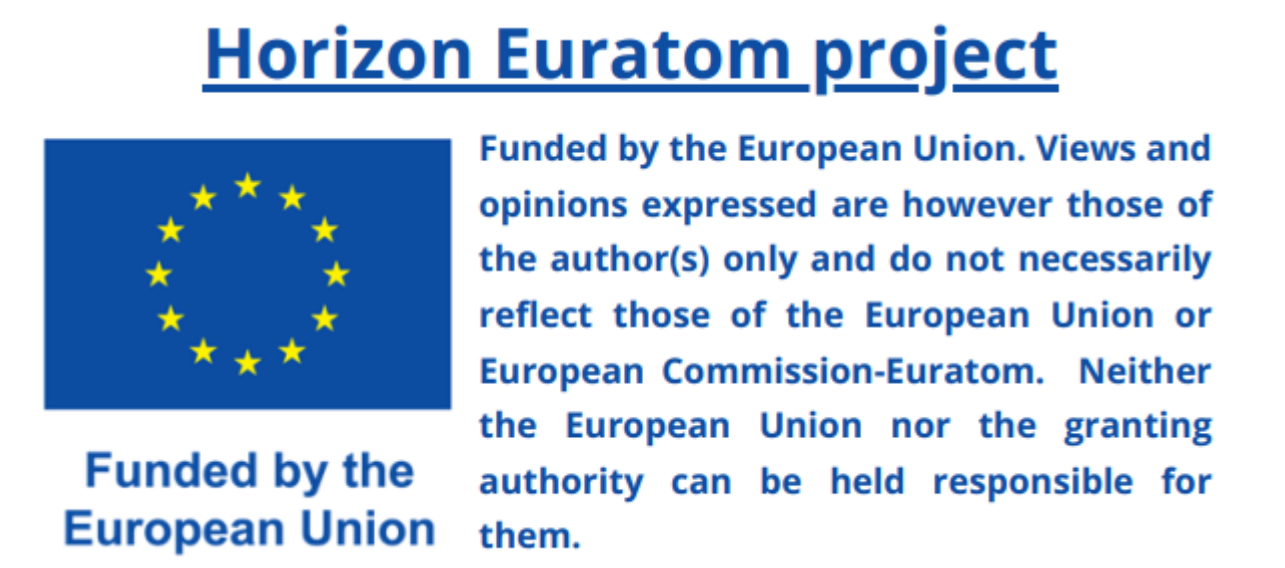 Horizon Euratom project
Funded by the European Union. Views and
opinions expressed are however those of
the author(s) only and do not necessarily
reflect those of the European Union or
European Commission-Euratom. Neither
the European Union nor the granting
authority can be held responsible for
them.
Funded by the
European Union